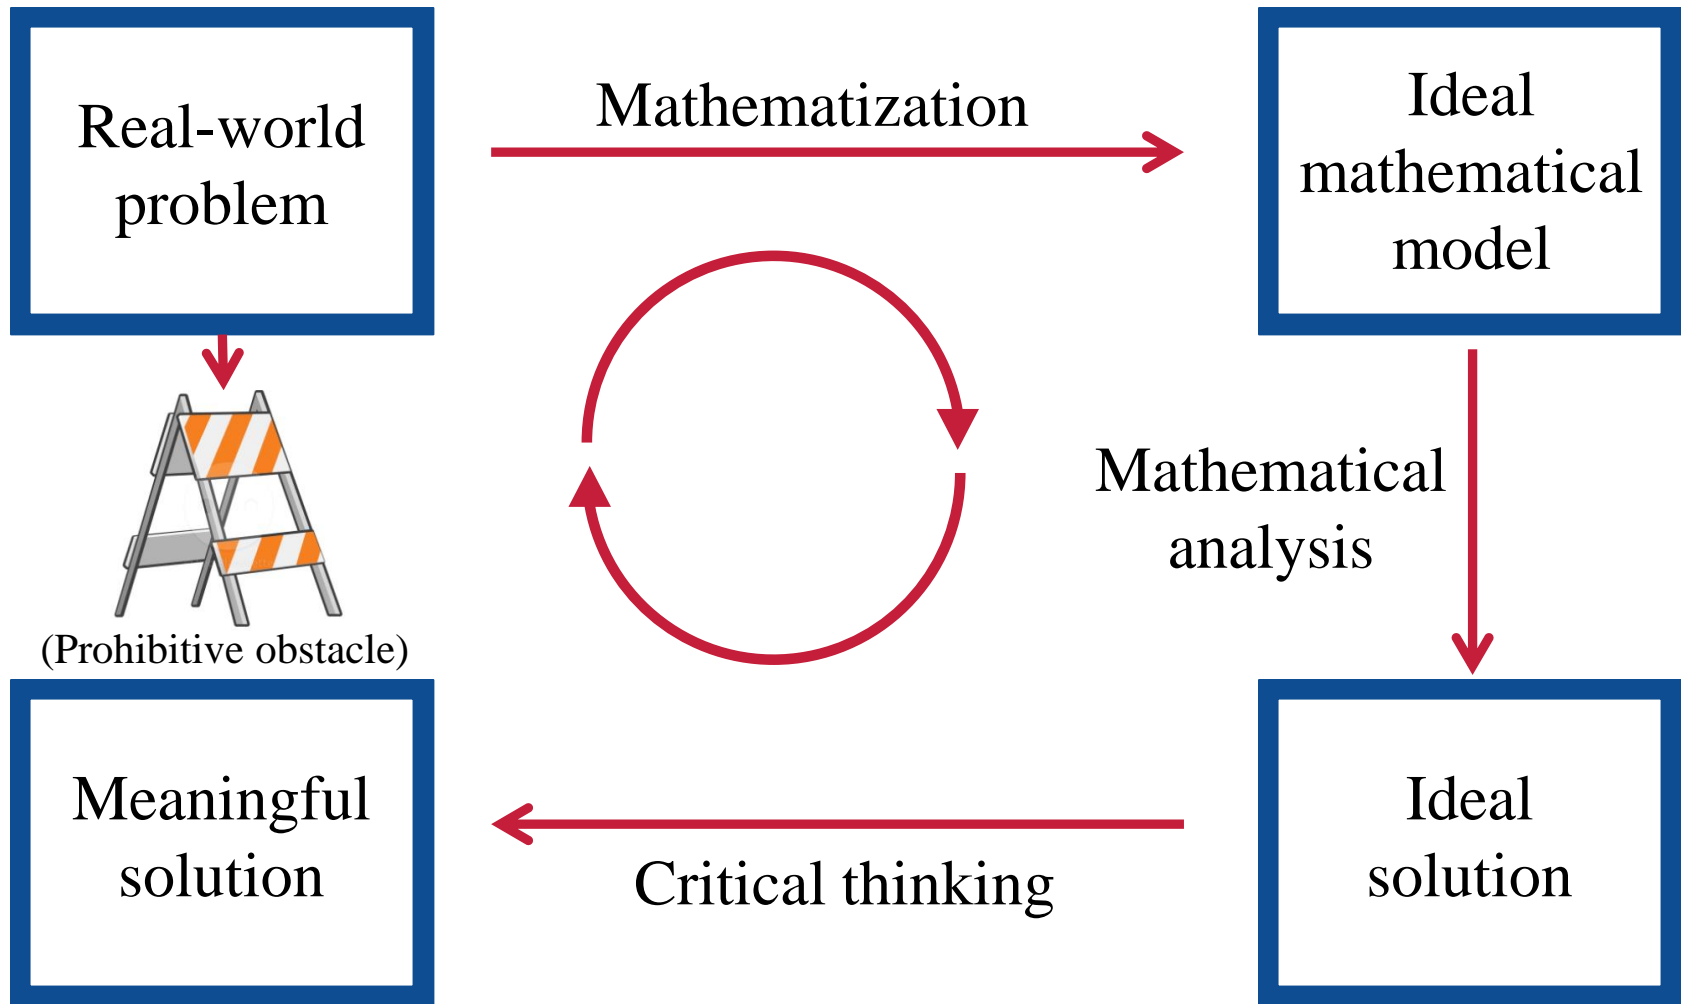 Real-world
problem
Mathematization
Ideal
mathematical
model
Mathematical
analysis
(Prohibitive obstacle)
Meaningful
solution
Critical thinking
Ideal
solution